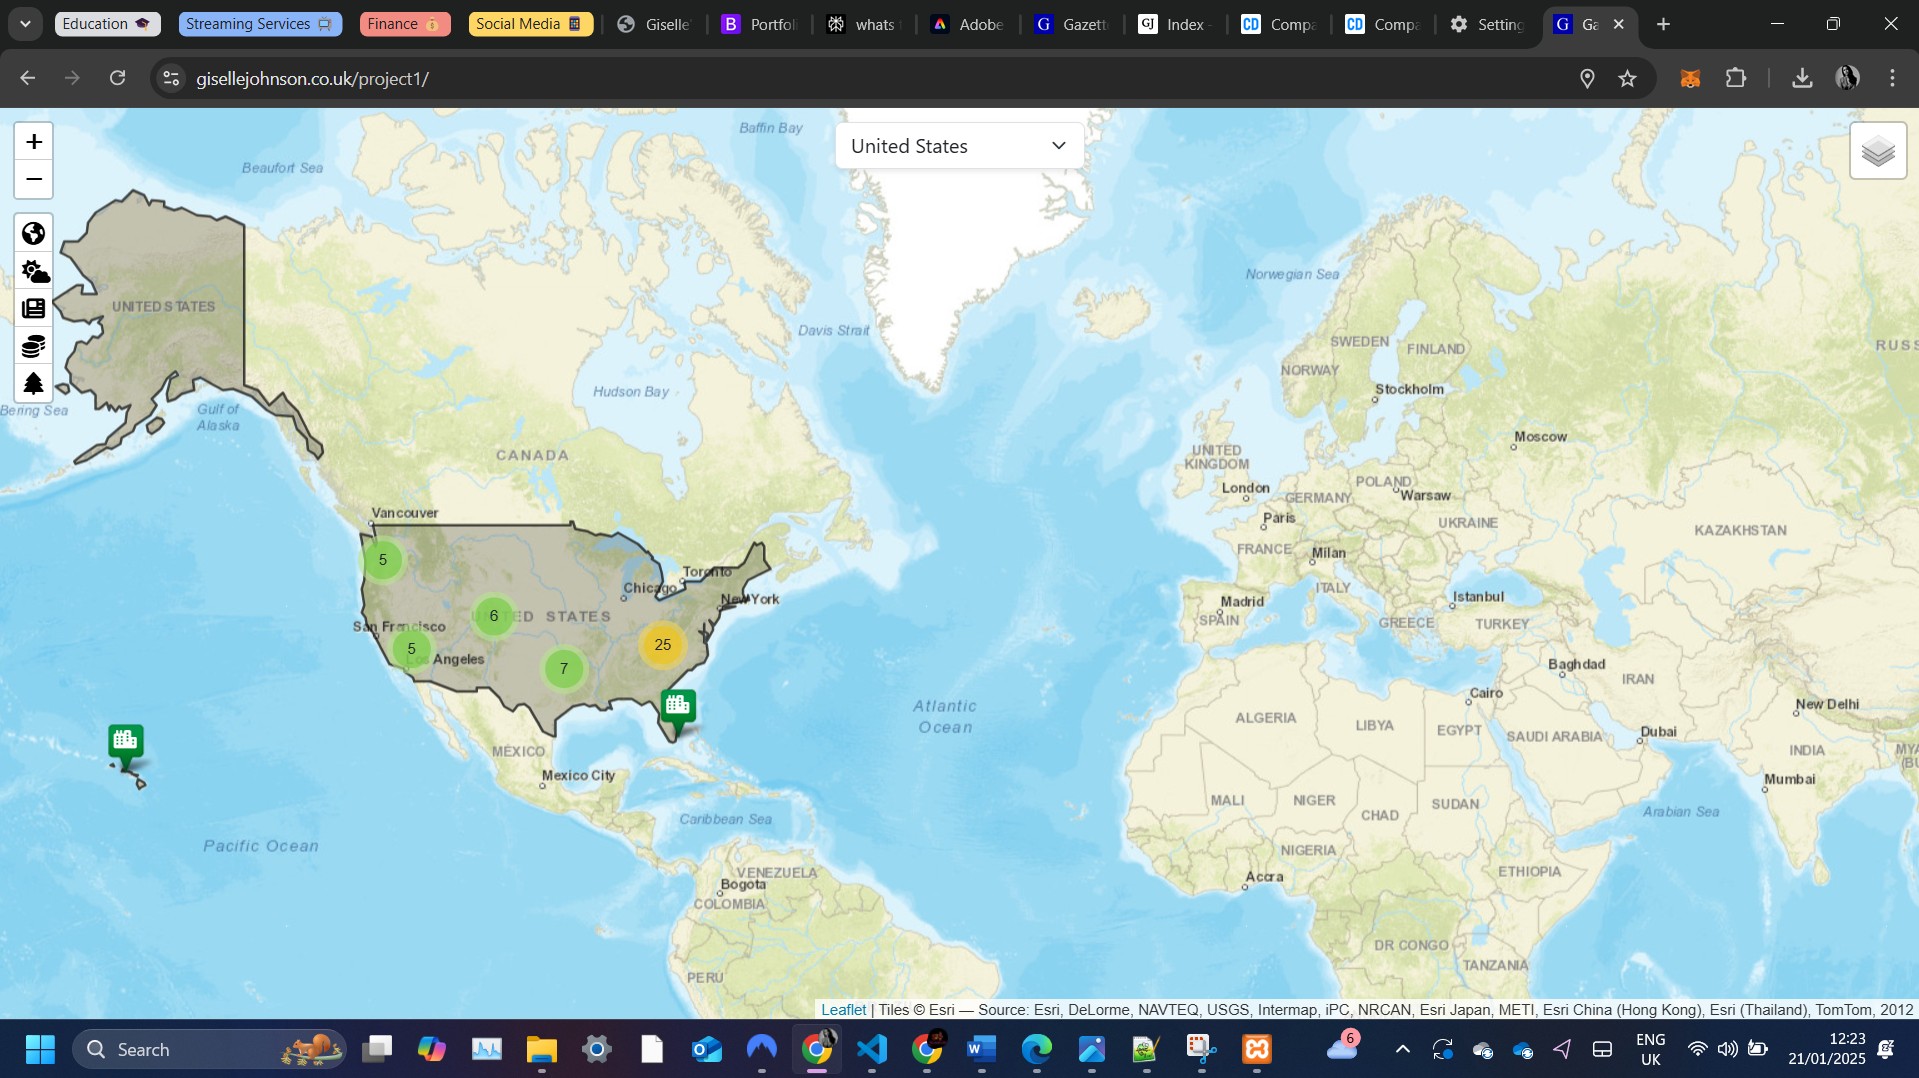 Education
Streaming Services
Finance
Social Media
Giselle'
Portfoli
whats
Adobe
Gazett
Index -
Compa
Compa
Setting
Ga
gisellejohnson.co.uk/project1/
+
−
United States
Baffin Bay
Beaufort Sea
Norwegian Sea
UNITED STATES
Davis Strait
SWEDEN
FINLAND
RUSS
NORWAY
Stockholm
Hudson Bay
Bering Sea
Gulf of
Alaska
Moscow
CANADA
UNITED
KINGDOM
London
GERMANY
POLAND
Warsaw
Vancouver
Paris
UKRAINE
KAZAKHSTAN
FRANCE
Milan
5
Toronto
Chicago
ITALY
New York
Madrid
SPAIN
Istanbul
GREECE
TURKEY
6
UNITED STATES
San Francisco
5
Los Angeles
7
25
Baghdad
IRAN
Cairo
New Delhi
Atlantic
Ocean
ALGERIA
LIBYA
EGYPT
SAUDI ARABIA
Dubai
INDIA
MÉXICO
Mexico City
Mumbai
MALI
NIGER
CHAD
SUDAN
Caribbean Sea
Arabian Sea
Pacific Ocean
NIGERIA
ETHIOPIA
VENEZUELA
Bogota
COLOMBIA
Accra
DR CONGO
TANZANIA
PERU
Leaflet | Tiles © Esri — Source: Esri, DeLorme, NAVTEQ, USGS, Intermap, iPC, NRCAN, Esri Japan, METI, Esri China (Hong Kong), Esri (Thailand), TomTom, 2012
Search
6
ENG
UK
12:23
21/01/2025